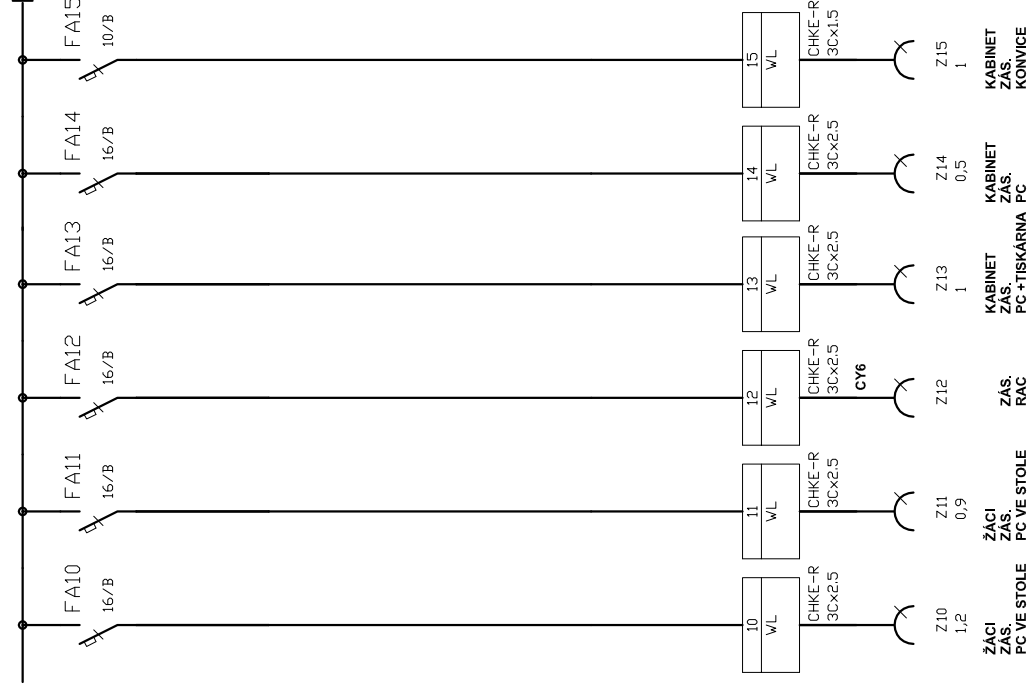 FA15
10/B
15
WL
CHKE-R
3Cx1.5
Z15
1
KABINET
ZÁS.
KONVICE
FA14
16/B
14
WL
CHKE-R
3Cx2.5
Z14
0,5
KABINET
ZÁS.
PC
FA13
16/B
13
WL
CHKE-R
3Cx2.5
Z13
1
KABINET
ZÁS.
PC +TISKÁRNA
FA12
16/B
12
WL
CHKE-R
3Cx2.5
CY6
Z12
ZÁS.
RAC
FA11
16/B
11
WL
CHKE-R
3Cx2.5
Z11
0,9
ŽÁCI
ZÁS.
PC VE STOLE
FA10
16/B
10
WL
CHKE-R
3Cx2.5
Z10
1,2
ŽÁCI
ZÁS.
PC VE STOLE